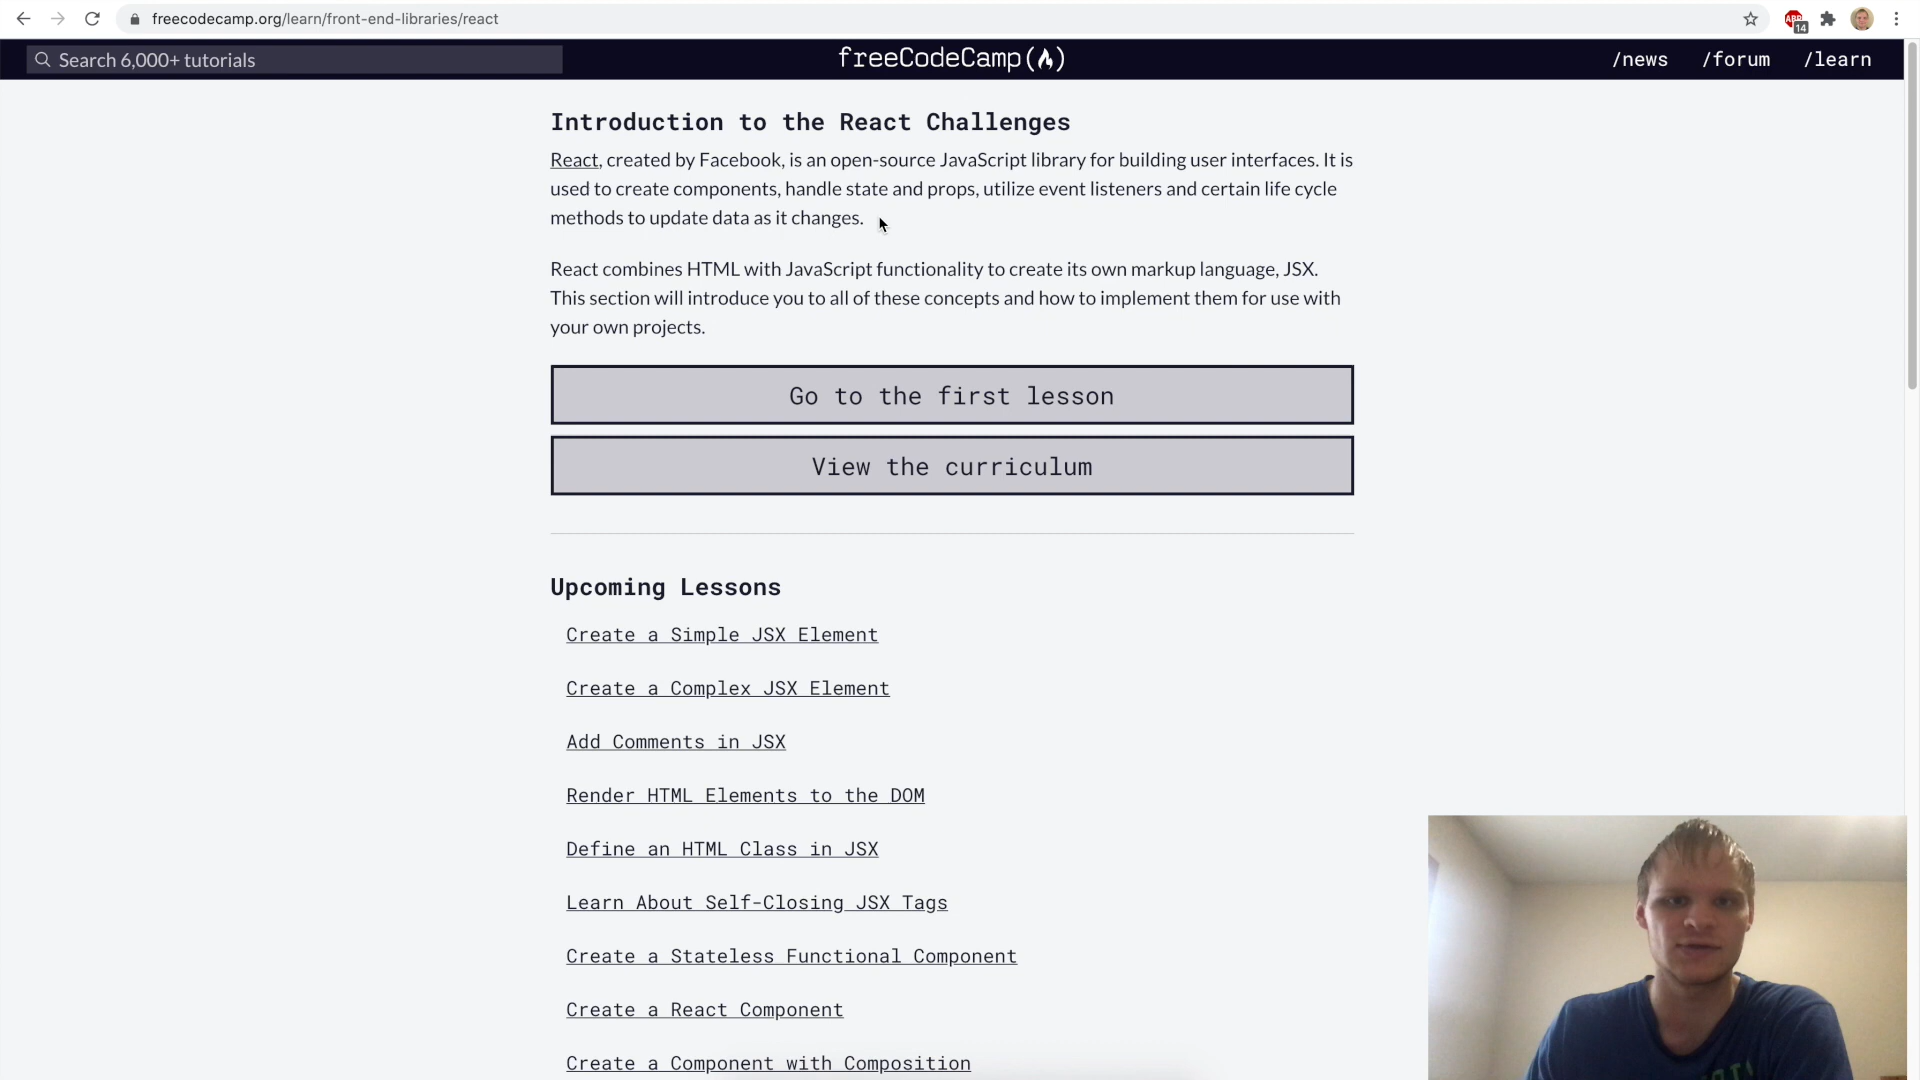 freecodecamp.org/learn/front-end-libraries/react
ABP
14
Search 6,000+ tutorials
freeCodeCamp
/news
/forum
/learn
Introduction to the React Challenges
React, created by Facebook, is an open-source JavaScript library for building user interfaces. It is
used to create components, handle state and props, utilize event listeners and certain life cycle
methods to update data as it changes.
React combines HTML with JavaScript functionality to create its own markup language, JSX.
This section will introduce you to all of these concepts and how to implement them for use with
your own projects.
Go to the first lesson
View the curriculum
Upcoming Lessons
Create a Simple JSX Element
Create a Complex JSX Element
Add Comments in JSX
Render HTML Elements to the DOM
Define an HTML Class in JSX
Learn About Self-Closing JSX Tags
Create a Stateless Functional Component
Create a React Component
Create a Component with Composition